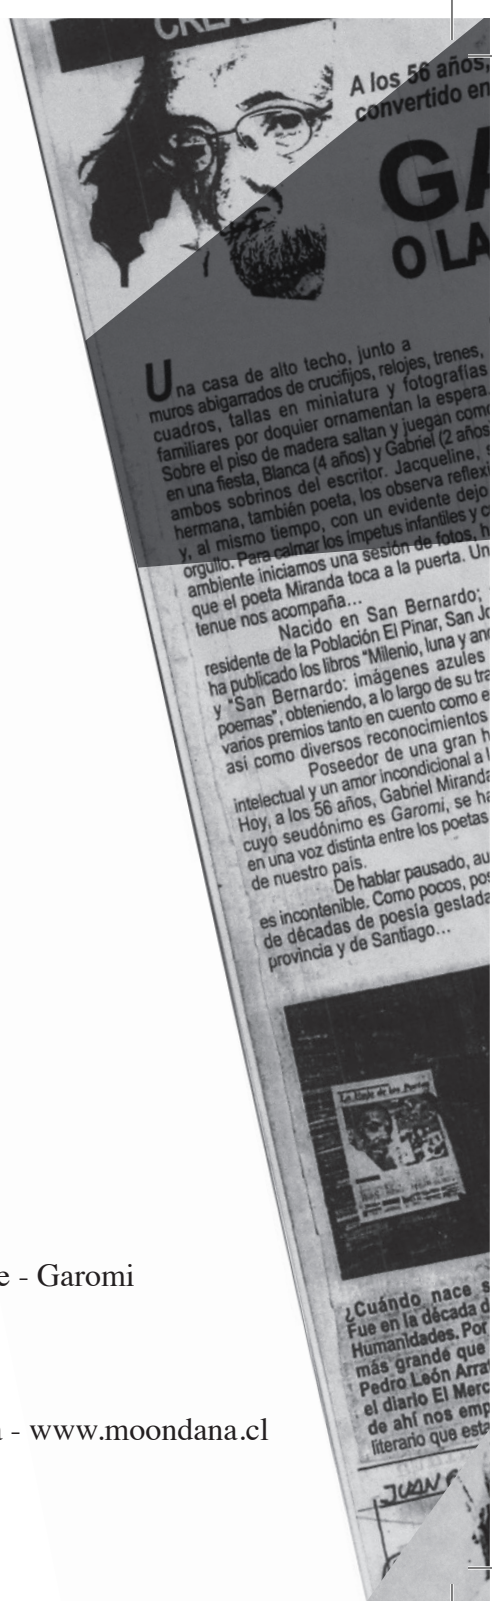 A los 56 años,
convertido en
GA
O LA
Una casa de alto techo, junto a
muros abigarrados de crucifijos, relojes, trenes,
cuadros, tallas en miniatura y fotografías
familiares por doquier ornamentan la espera.
Sobre el piso de madera saltan y juegan como
en una fiesta, Blanca (4 años) y Gabriel (2 años
ambos sobrinos del escritor. Jacqueline, s
hermana, también poeta, los observa reflexi
y, al mismo tiempo, con un evidente dejo
orgullo. Para calmar los ímpetus infantiles y c
ambiente iniciamos una sesión de fotos, h
que el poeta Miranda toca a la puerta. Un
tenue nos acompaña…
Nacido en San Bernardo;
residente de la Población El Pinar, San Jo
ha publicado los libros "Milenio, luna y and
y "San Bernardo: imágenes azules
poemas", obteniendo, a lo largo de su tra
varios premios tanto en cuento como e
así como diversos reconocimientos
Poseedor de una gran h
intelectual y un amor incondicional a l
Hoy, a los 56 años, Gabriel Miranda
cuyo seudónimo es Garomi, se ha
en una voz distinta entre los poetas
de nuestro país.
De hablar pausado, au
es incontenible. Como pocos, pos
de décadas de poesía gestada
provincia y de Santiago…
La Hoja de los Poetas
e - Garomi
¿Cuándo nace s
Fue en la década d
Humanidades. Por
más grande que
Pedro León Arrat
el diario El Merc
de ahí nos emp
literario que esta
a - www.moondana.cl
JUAN